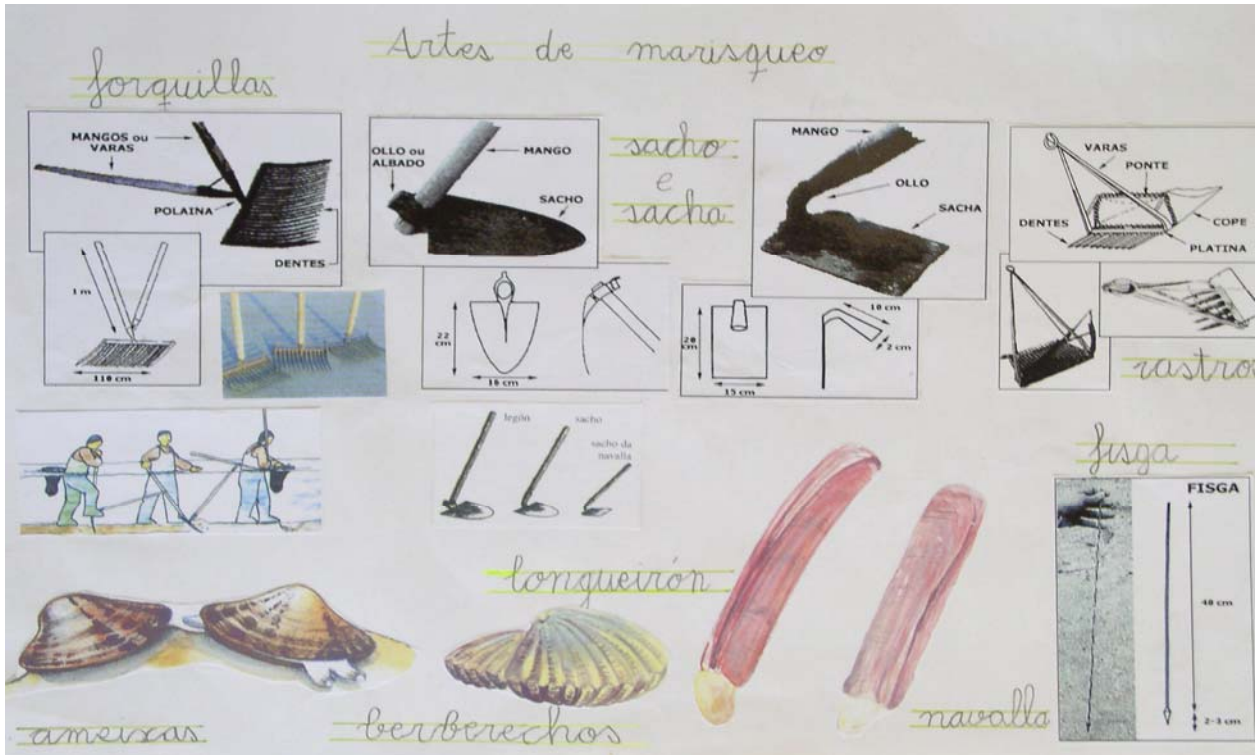 Artes de marisqueo
forquillas
MANGOS ou
VARAS
POLAINA
DENTES
1 m
110 cm
OLLO ou
ALBADO
MANGO
SACHO
sacho
e
sacha
22
cm
16 cm
MANGO
OLLO
SACHA
20
cm
15 cm
10 cm
2 cm
VARAS
PONTE
DENTES
COPE
PLATINA
rastros
legón
sacho
sacho da
navalla
fisga
FISGA
40 cm
2-3 cm
longueirón
ameixas
berberechos
navalla